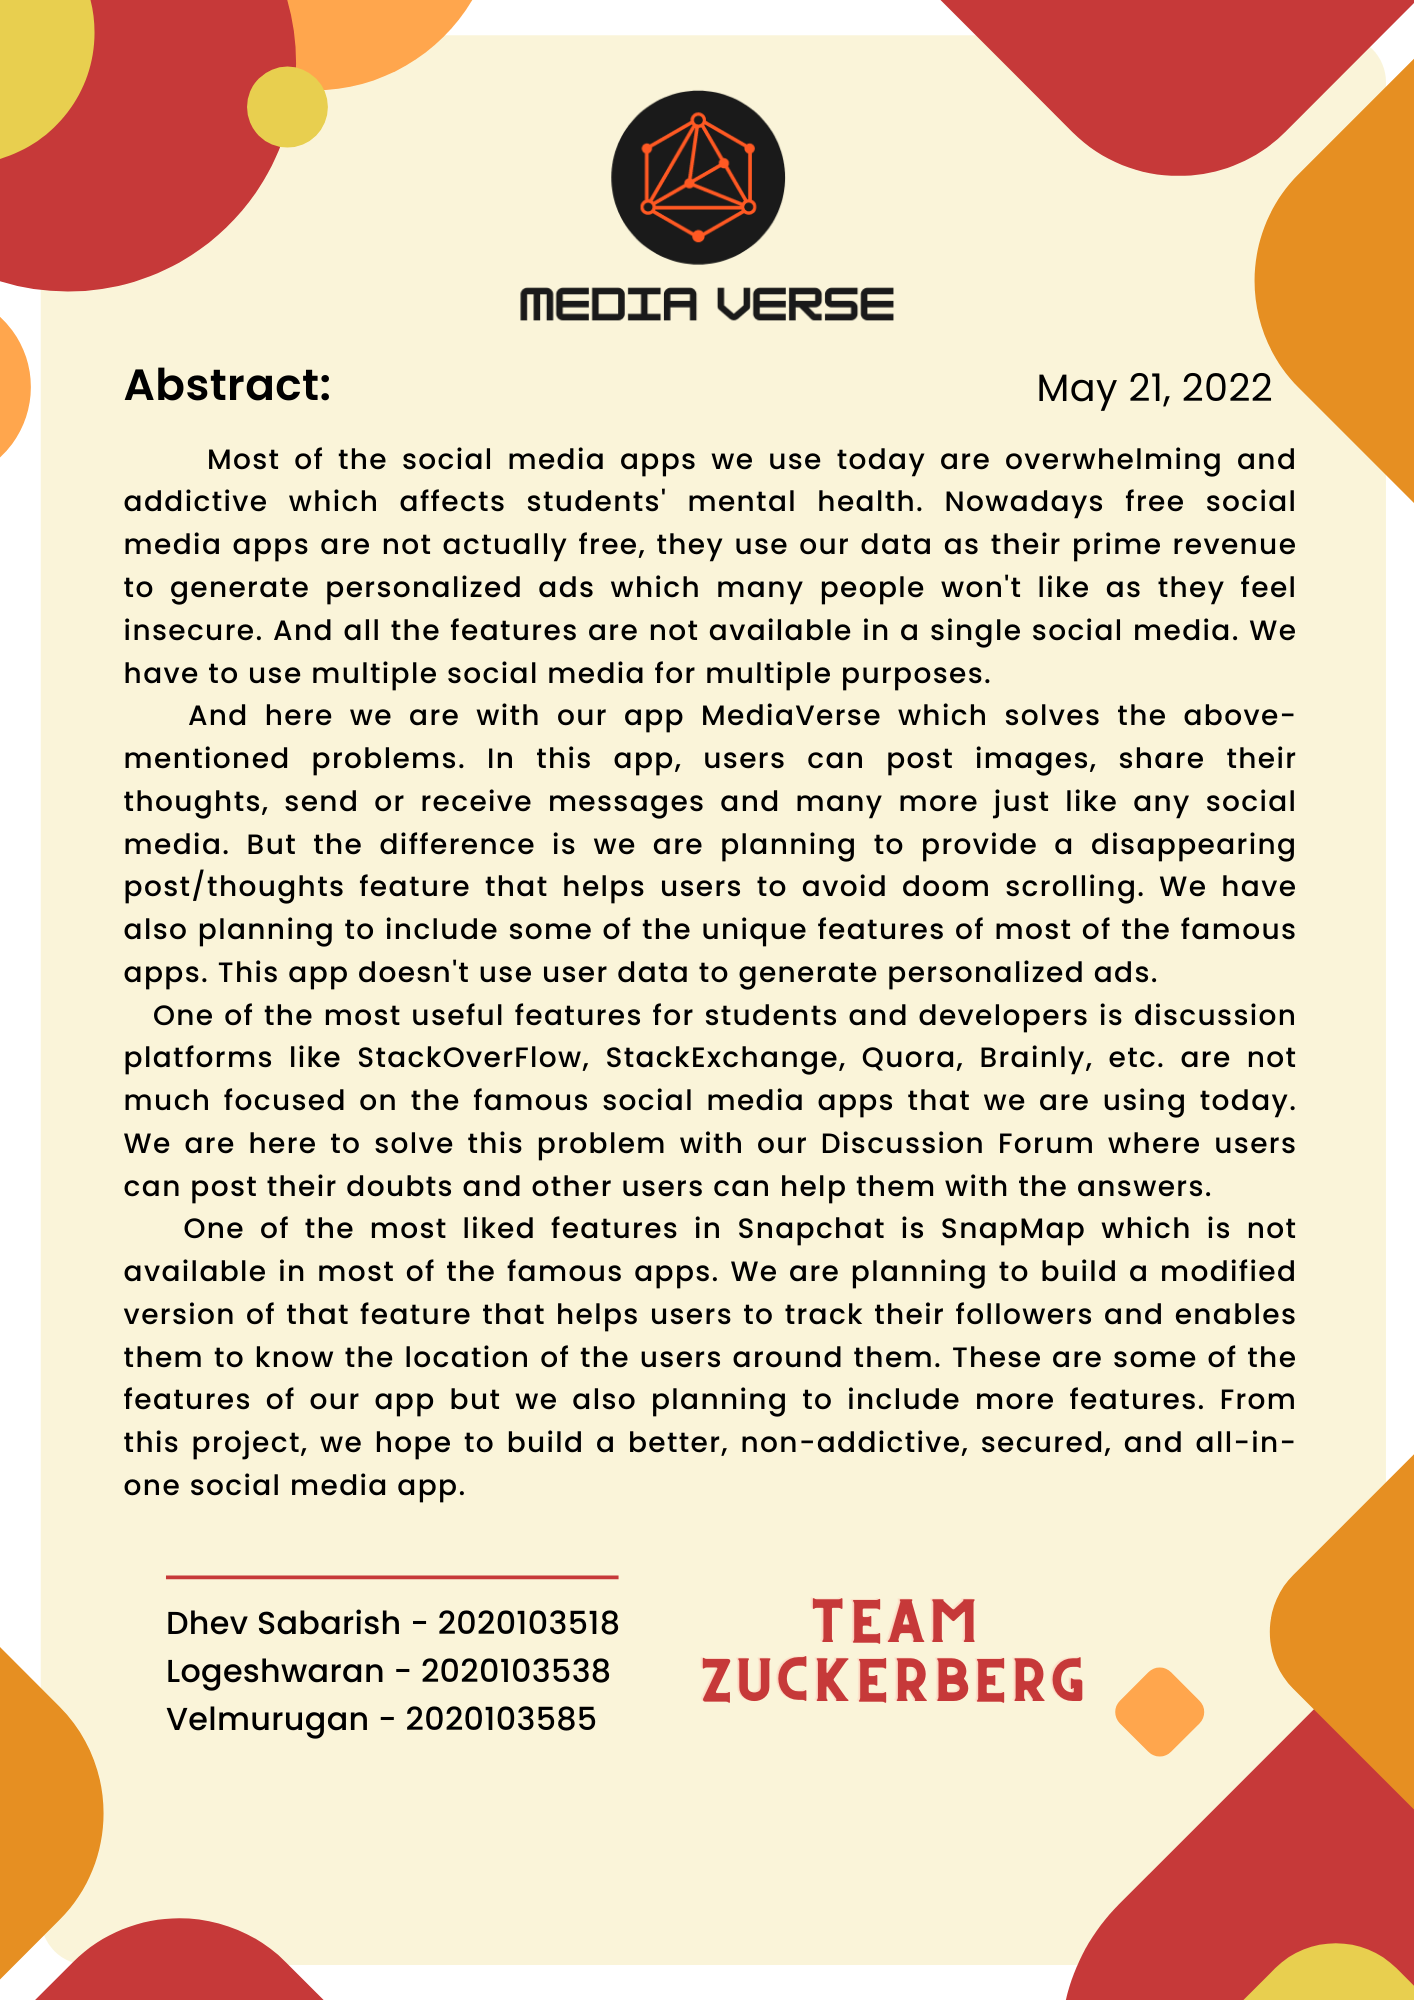 MEDIA VERSE
Abstract:
May 21, 2022
Most of the social media apps we use today are overwhelming and
addictive which affects students' mental health. Nowadays free social
media apps are not actually free, they use our data as their prime revenue
to generate personalized ads which many people won't like as they feel
insecure. And all the features are not available in a single social media. We
have to use multiple social media for multiple purposes.
And here we are with our app MediaVerse which solves the above-
mentioned problems. In this app, users can post images, share their
thoughts, send or receive messages and many more just like any social
media. But the difference is we are planning to provide a disappearing
post/thoughts feature that helps users to avoid doom scrolling. We have
also planning to include some of the unique features of most of the famous
apps. This app doesn't use user data to generate personalized ads.
One of the most useful features for students and developers is discussion
platforms like StackOverFlow, StackExchange, Quora, Brainly, etc. are not
much focused on the famous social media apps that we are using today.
We are here to solve this problem with our Discussion Forum where users
can post their doubts and other users can help them with the answers.
One of the most liked features in Snapchat is SnapMap which is not
available in most of the famous apps. We are planning to build a modified
version of that feature that helps users to track their followers and enables
them to know the location of the users around them. These are some of the
features of our app but we also planning to include more features. From
this project, we hope to build a better, non-addictive, secured, and all-in-
one social media app.
Dhev Sabarish - 2020103518
Logeshwaran - 2020103538
Velmurugan - 2020103585
TEAM
ZUCKERBERG